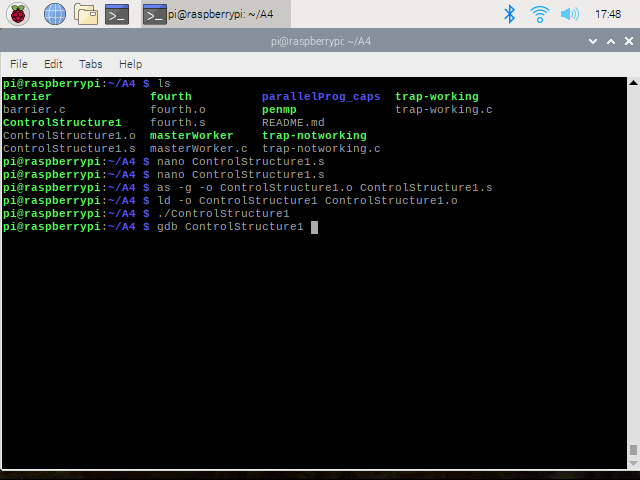 pi@raspberrypi: ~/A4 17:48
pi@raspberrypi: ~/A4
File Edit Tabs Help
pi@raspberrypi:~/A4 $ ls
barrier fourth parallelProg_caps trap-working
barrier.c fourth.o penmp trap-working.c
ControlStructure1 fourth.s README.md
ControlStructure1.o masterWorker trap-notworking
ControlStructure1.s masterWorker.c trap-notworking.c
pi@raspberrypi:~/A4 $ nano ControlStructure1.s
pi@raspberrypi:~/A4 $ nano ControlStructure1.s
pi@raspberrypi:~/A4 $ as -g -o ControlStructure1.o ControlStructure1.s
pi@raspberrypi:~/A4 $ ld -o ControlStructure1 ControlStructure1.o
pi@raspberrypi:~/A4 $ ./ControlStructure1
pi@raspberrypi:~/A4 $ gdb ControlStructure1